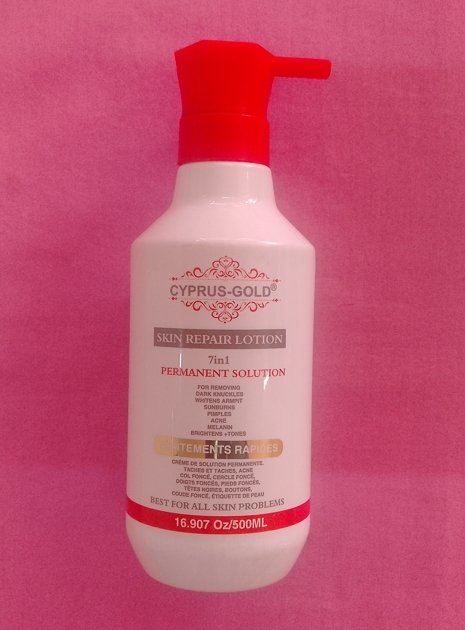 CYPRUS-GOLD®
SKIN REPAIR LOTION
7in1
PERMANENT SOLUTION
FOR REMOVING
DARK KNUCKLES
WHITENS ARMPIT
SUNBURNS
PIMPLES
ACNE
MELANIN
BRIGHTENS +TONES
TRAITEMENTS RAPIDES
CRÈME DE SOLUTION PERMANENTE.
TACHES ET TACHES, ACNE
COL FONCÉ, CERCLE FONCÉ,
DOIGTS FONCÉS, PIEDS FONCÉS,
TÊTES NOIRES, BOUTONS,
COUDE FONCÉ, ÉTIQUETTE DE PEAU
BEST FOR ALL SKIN PROBLEMS
16.907 Oz/500ML